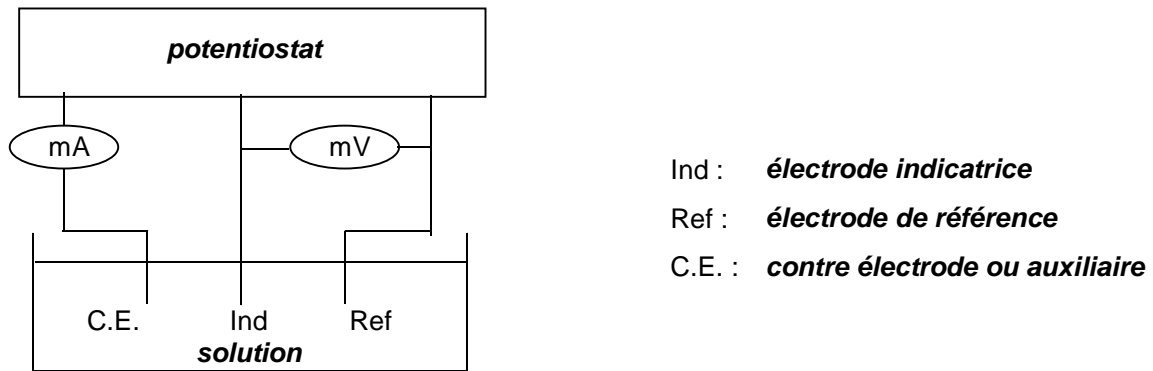 potentiostat
mA
mV
Ind : électrode indicatrice
Ref : électrode de référence
C.E. : contre électrode ou auxiliaire
C.E. Ind Ref
solution